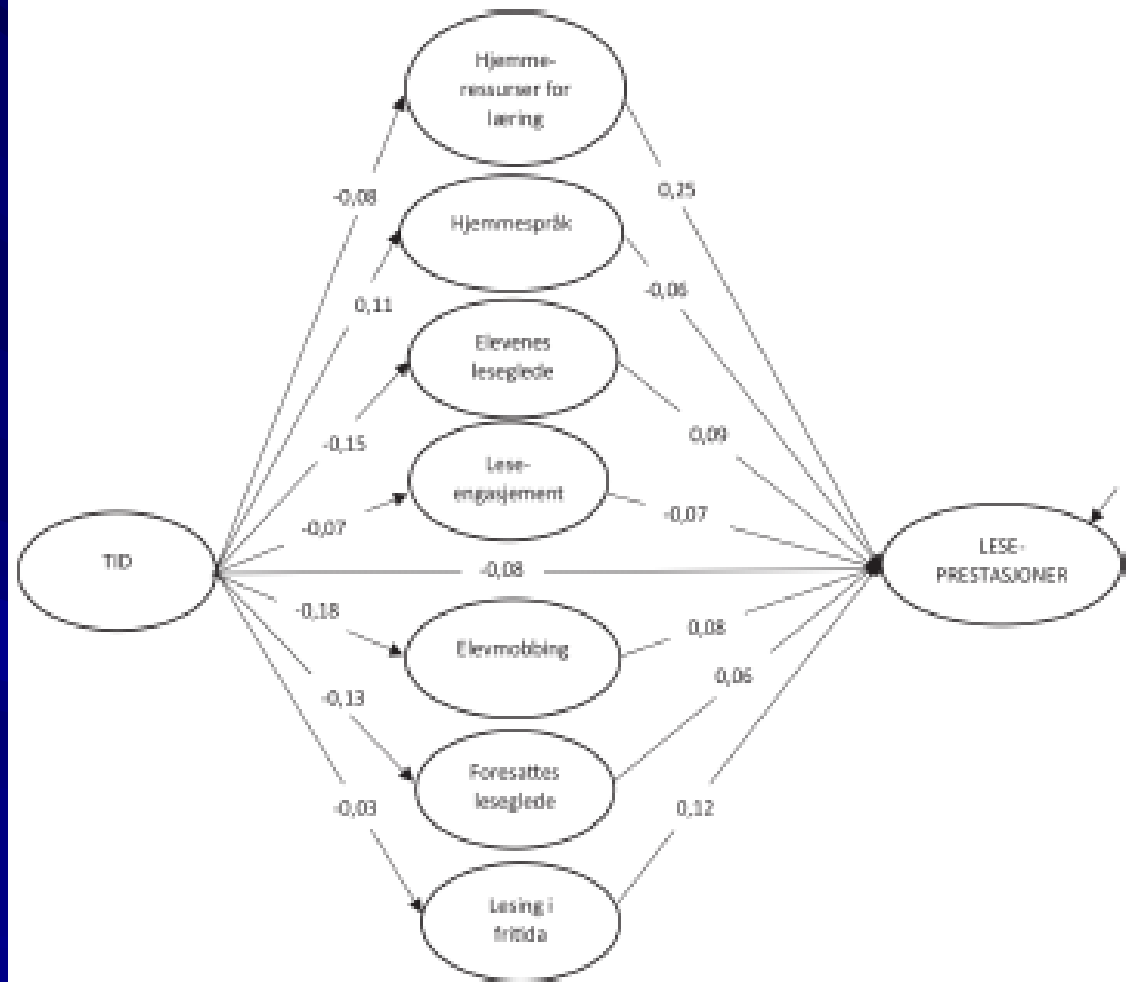 Hjemme-
ressurser for
læring
-0,08
0,25
Hjemmespråk
-0,06
0,11
Elevenes
leseglede
-0,15
0,09
Lese-
engasjement
-0,07
-0,07
TID
-0,08
LESE-
PRESTASJONER
-0,18
0,08
Elevmobbing
0,06
-0,13
Foresattes
leseglede
-0,03
0,12
Lesing i
fritida